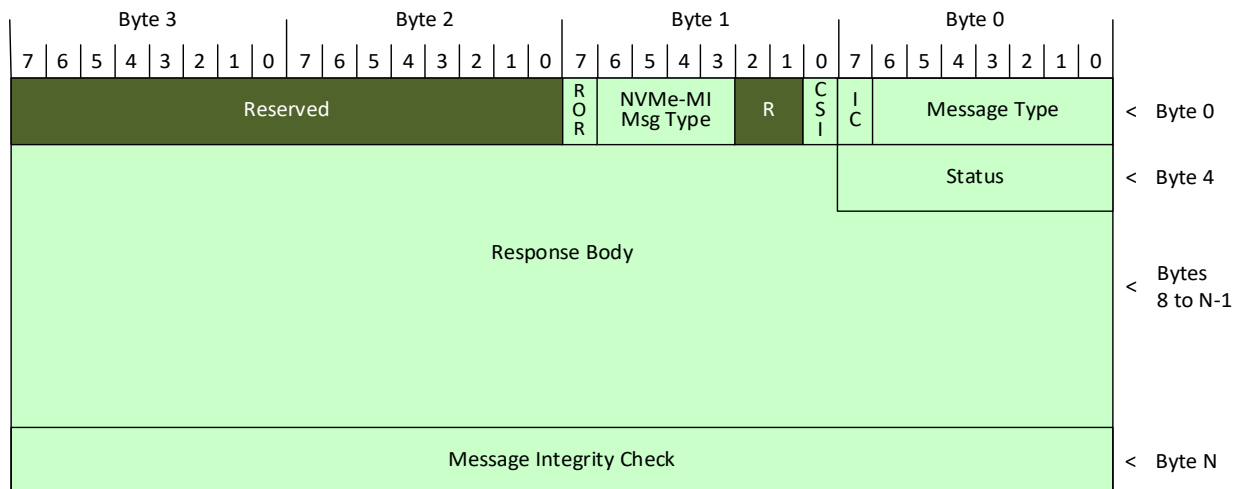 Byte 3 Byte 2 Byte 1 Byte 0
7 6 5 4 3 2 1 0 7 6 5 4 3 2 1 0 7 6 5 4 3 2 1 0 7 6 5 4 3 2 1 0
Reserved ROR NVMe-MI Msg Type R CSI IC Message Type < Byte 0
Status < Byte 4
Response Body
< Bytes
8 to N-1
Message Integrity Check < Byte N